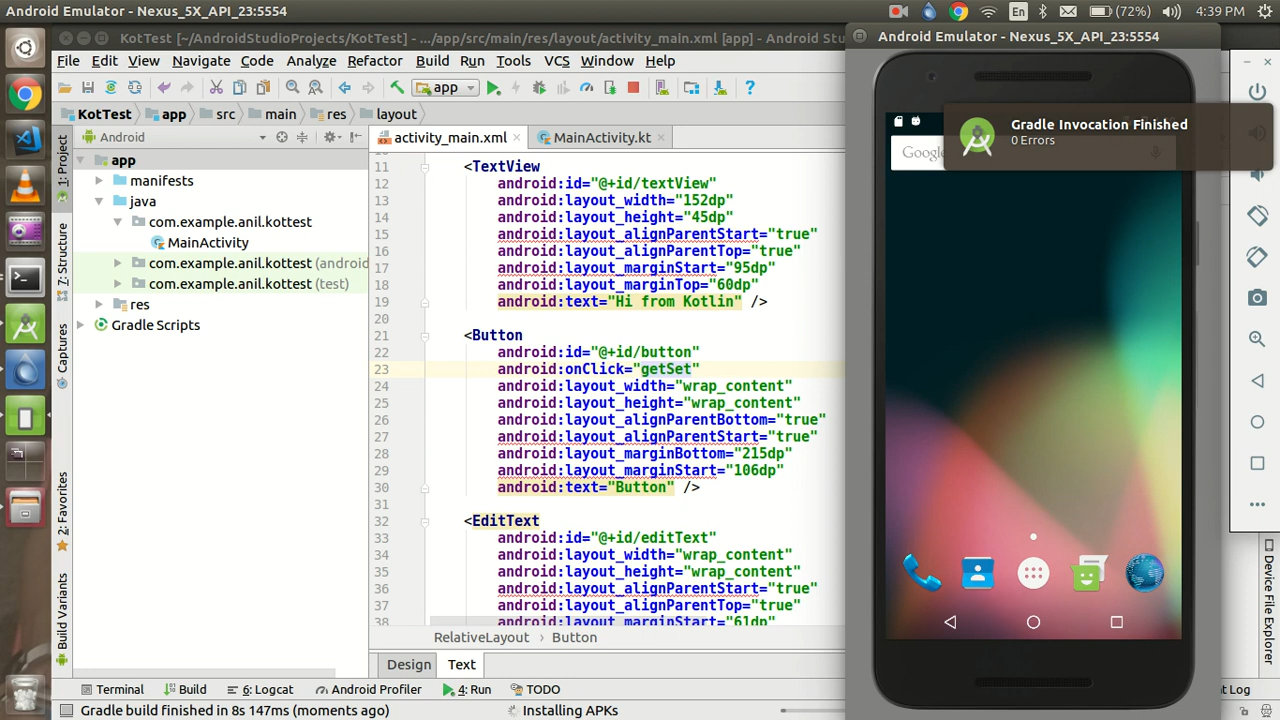 Android Emulator - Nexus_5X_API_23:5554
En
(72%)
4:39 PM
KotTest [~/AndroidStudioProjects/KotTest] - .../app/src/main/res/layout/activity_main.xml [app] - Android Stu
Android Emulator - Nexus_5X_API_23:5554
File Edit View Navigate Code Analyze Refactor Build Run Tools VCS Window Help
app
KotTest app src main res layout
Android
activity_main.xml
MainActivity.kt
1: Project
7: Structure
Captures
2: Favorites
Build Variants
app
manifests
java
com.example.anil.kottest
MainActivity
com.example.anil.kottest (android
com.example.anil.kottest (test)
res
Gradle Scripts
11 <TextView
12 android:id="@+id/textView"
13 android:layout_width="152dp"
14 android:layout_height="45dp"
15 android:layout_alignParentStart="true"
16 android:layout_alignParentTop="true"
17 android:layout_marginStart="95dp"
18 android:layout_marginTop="60dp"
19 android:text="Hi from Kotlin" />
20
21 <Button
22 android:id="@+id/button"
23 android:onClick="getSet"
24 android:layout_width="wrap_content"
25 android:layout_height="wrap_content"
26 android:layout_alignParentBottom="true"
27 android:layout_alignParentStart="true"
28 android:layout_marginBottom="215dp"
29 android:layout_marginStart="106dp"
30 android:text="Button" />
31
32 <EditText
33 android:id="@+id/editText"
34 android:layout_width="wrap_content"
35 android:layout_height="wrap_content"
36 android:layout_alignParentStart="true"
37 android:layout_alignParentTop="true"
38 android:layout_marginStart="61dp"
RelativeLayout Button
Design Text
Google
Gradle Invocation Finished
0 Errors
Device File Explorer
Terminal Build 6: Logcat Android Profiler 4: Run TODO
nt Log
Gradle build finished in 8s 147ms (moments ago)
Installing APKs